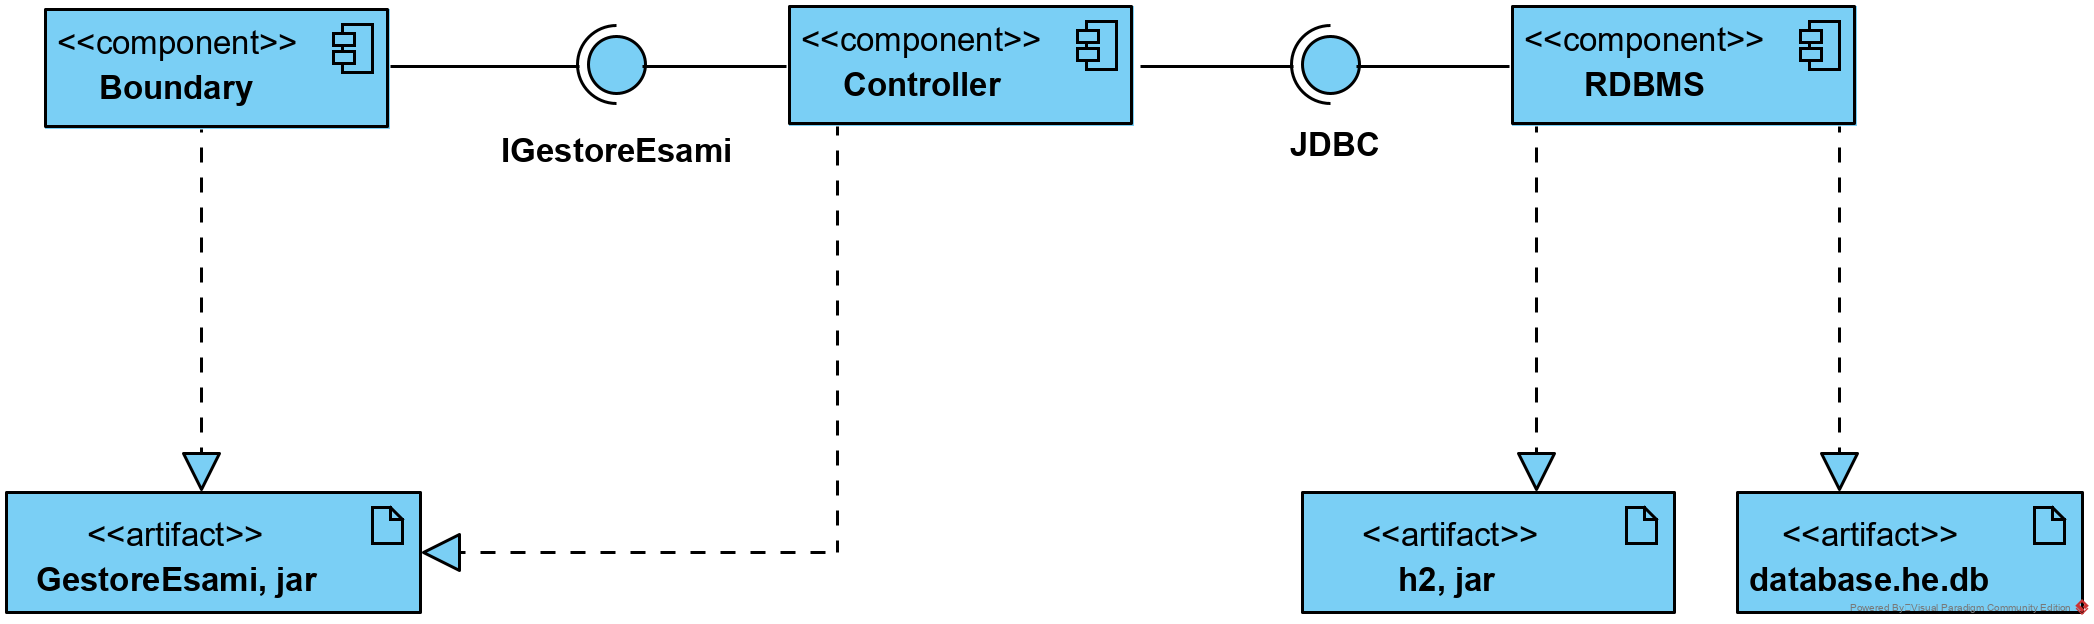 <<component>>
Boundary
<<component>>
Controller
<<component>>
RDBMS
IGestoreEsami
JDBC
<<artifact>>
GestoreEsami, jar
<<artifact>>
h2, jar
<<artifact>>
database.he.db
Powered By Visual Paradigm Community Edition